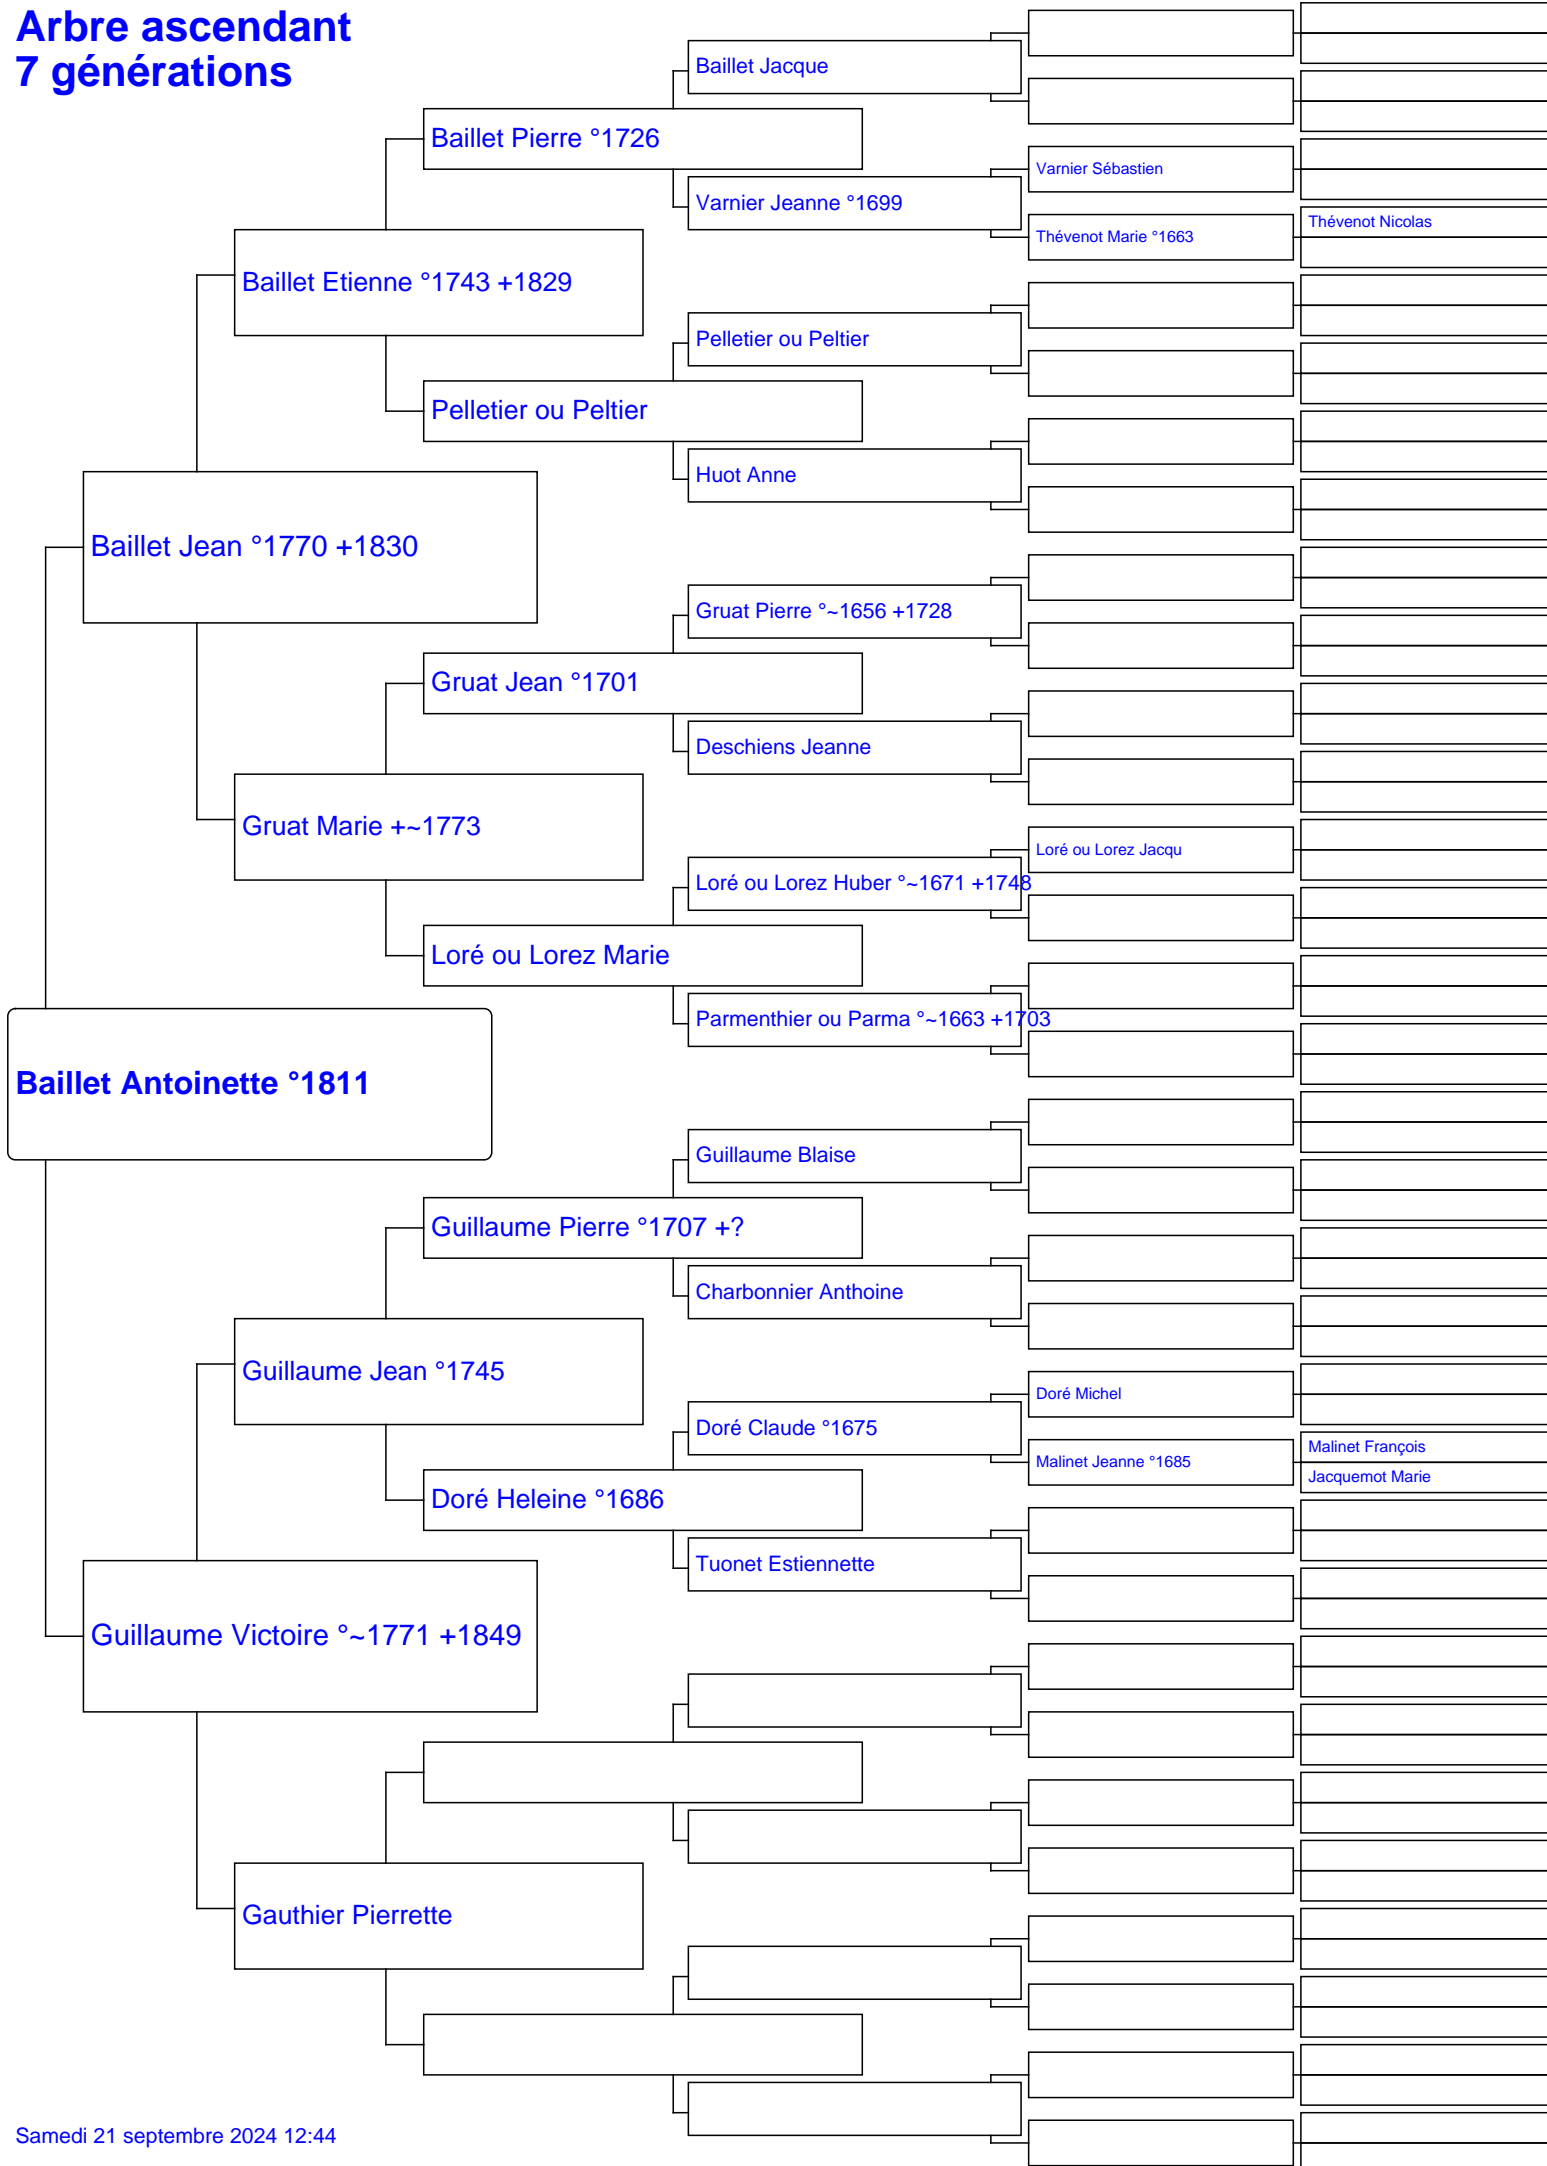 Arbre ascendant
7 générations
Baillet Jacque
Baillet Pierre °1726
Varnier Sébastien
Varnier Jeanne °1699
Thévenot Nicolas
Thévenot Marie °1663
Baillet Etienne °1743 +1829
Pelletier ou Peltier
Pelletier ou Peltier
Huot Anne
Baillet Jean °1770 +1830
Gruat Pierre °~1656 +1728
Gruat Jean °1701
Deschiens Jeanne
Gruat Marie +~1773
Loré ou Lorez Jacqu
Loré ou Lorez Huber °~1671 +1748
Loré ou Lorez Marie
Parmenthier ou Parma °~1663 +1703
Baillet Antoinette °1811
Guillaume Blaise
Guillaume Pierre °1707 +?
Charbonnier Anthoine
Guillaume Jean °1745
Doré Michel
Doré Claude °1675
Malinet François
Malinet Jeanne °1685
Jacquemot Marie
Doré Heleine °1686
Tuonet Estiennette
Guillaume Victoire °~1771 +1849
Gauthier Pierrette
Samedi 21 septembre 2024 12:44